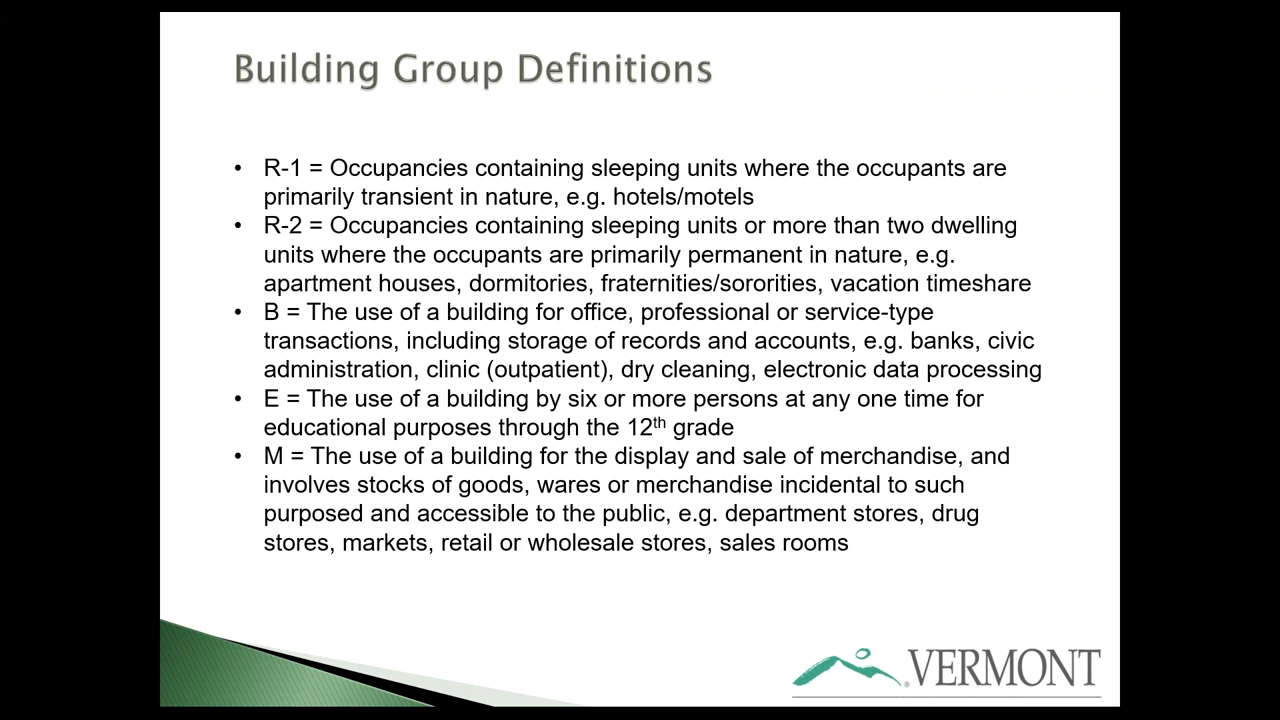 Building Group Definitions
• R-1 = Occupancies containing sleeping units where the occupants are
primarily transient in nature, e.g. hotels/motels
• R-2 = Occupancies containing sleeping units or more than two dwelling
units where the occupants are primarily permanent in nature, e.g.
apartment houses, dormitories, fraternities/sororities, vacation timeshare
• B = The use of a building for office, professional or service-type
transactions, including storage of records and accounts, e.g. banks, civic
administration, clinic (outpatient), dry cleaning, electronic data processing
• E = The use of a building by six or more persons at any one time for
educational purposes through the 12th grade
• M = The use of a building for the display and sale of merchandise, and
involves stocks of goods, wares or merchandise incidental to such
purposed and accessible to the public, e.g. department stores, drug
stores, markets, retail or wholesale stores, sales rooms
VERMONT